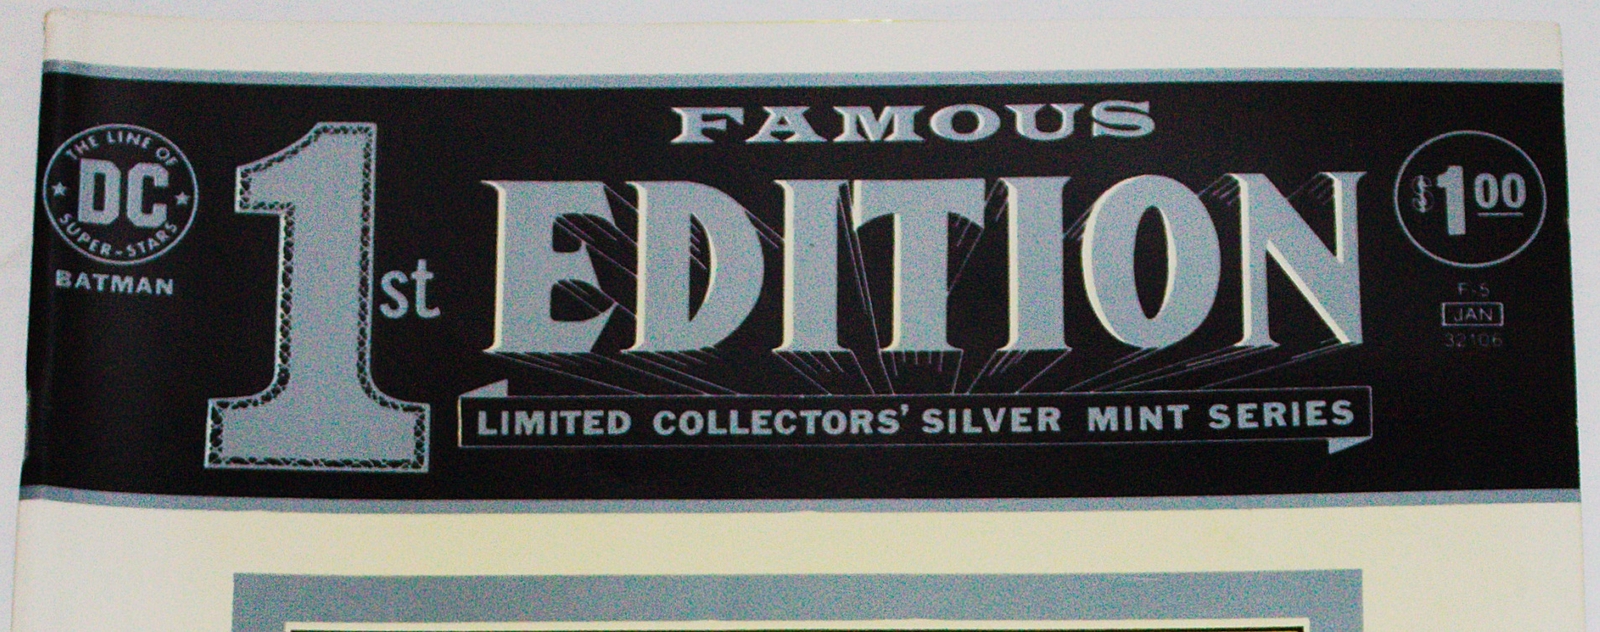 THE LINE OF
DC
SUPER-STARS
BATMAN
FAMOUS
1st EDITION
LIMITED COLLECTORS' SILVER MINT SERIES
$1.00
F-5
JAN
32106